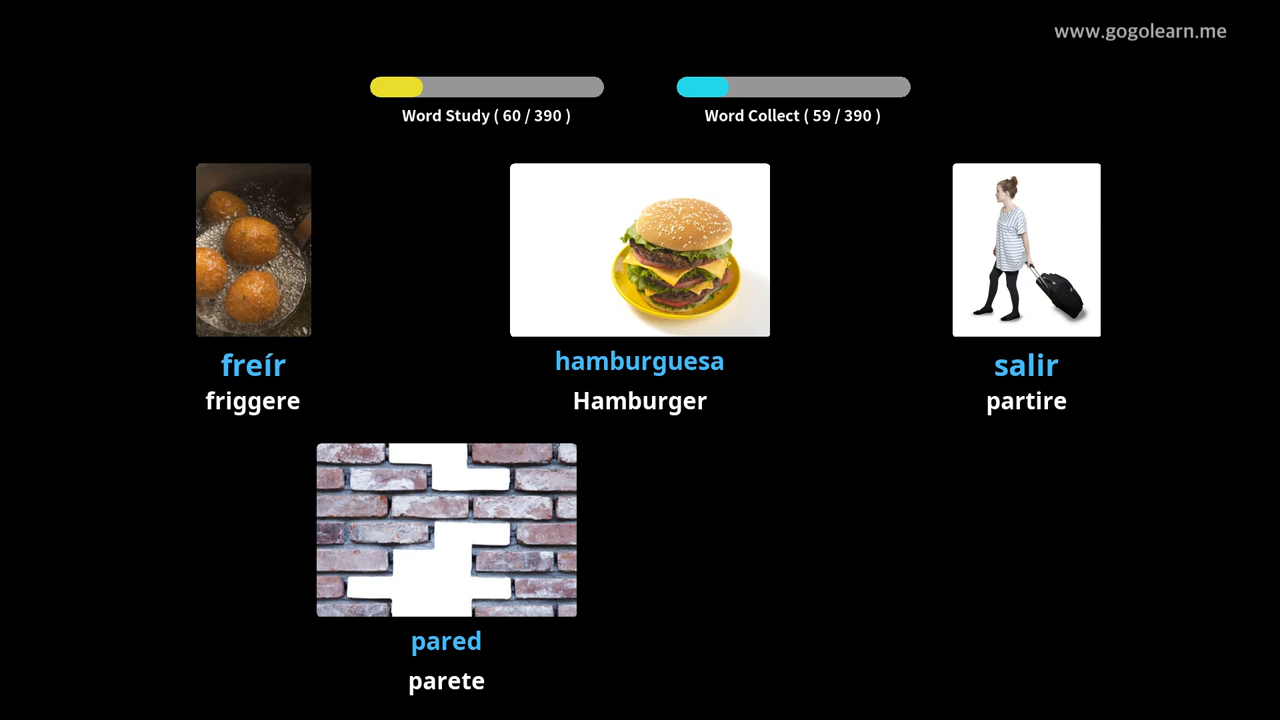 www.gogolearn.me
Word Study ( 60 / 390 )
Word Collect ( 59 / 390 )
freír
friggere
hamburguesa
Hamburger
salir
partire
pared
parete